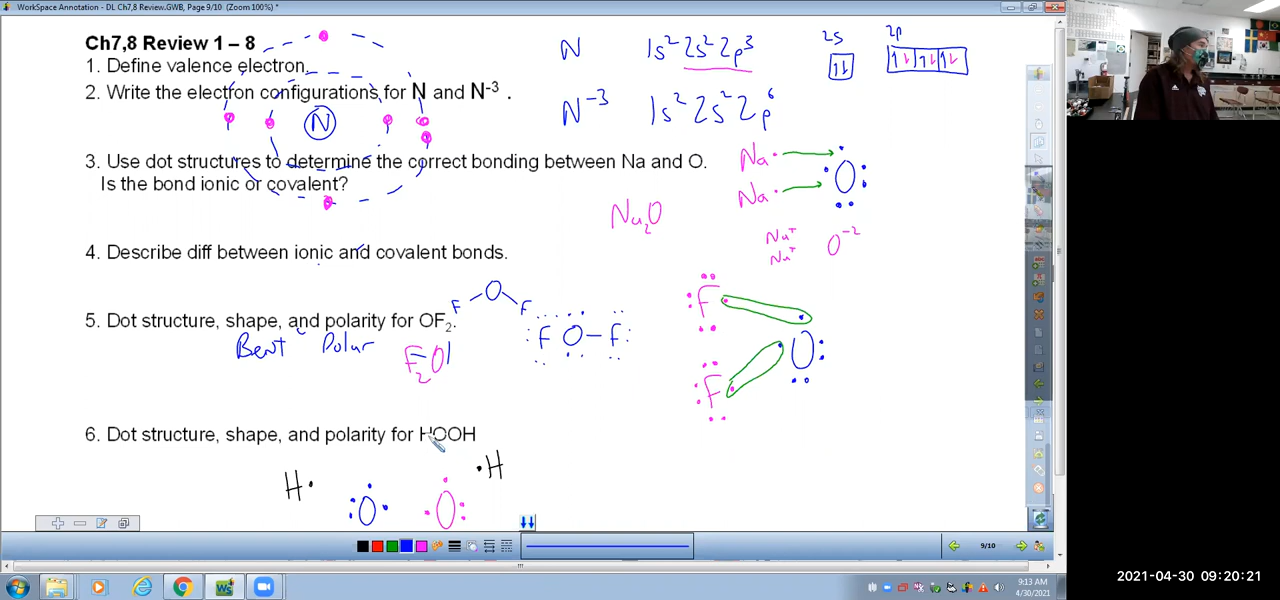 WorkSpace Annotation - DL Ch7,8 Review.GWB, Page 9/10 (Zoom 100%) *
Ch7,8 Review 1 – 8
1. Define valence electron.
2. Write the electron configurations for N and N-3 .
N
N 1s2 2s2 2p3
2s 2p
N-3 1s2 2s2 2p6
3. Use dot structures to determine the correct bonding between Na and O.
Is the bond ionic or covalent?
Na
Na
O
Na2O
Na+
Na+
O-2
4. Describe diff between ionic and covalent bonds.
F O F
5. Dot structure, shape, and polarity for OF2.
Bent Polar
F2O
F O – F
F
F
O
6. Dot structure, shape, and polarity for HOOH
H O O H
9/10
9:13 AM
4/30/2021
2021-04-30 09:20:21